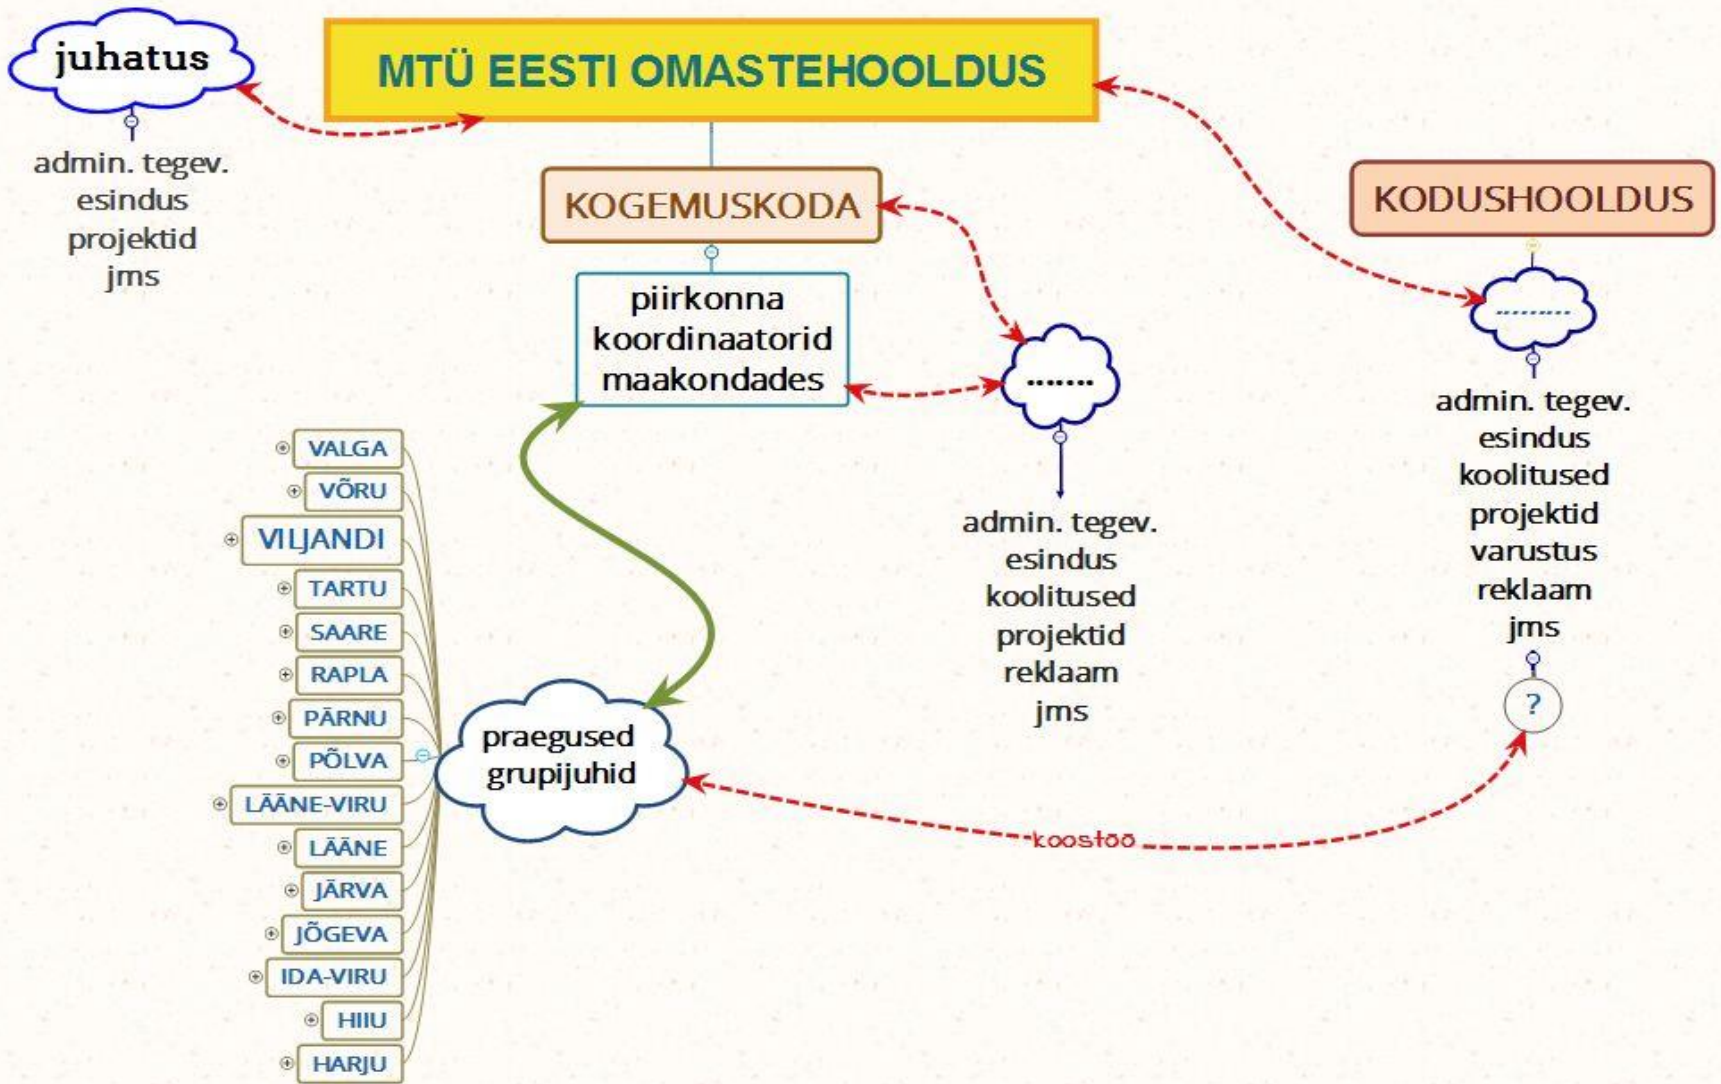 juhatus
admin. tegev.
esindus
projektid
jms
MTÜ EESTI OMASTEHOOLDUS
KOGEMUSKODA
piirkonna
koordinaatorid
maakondades
.......
admin. tegev.
esindus
koolitused
projektid
reklaam
jms
KODUSHOOLDUS
.........
admin. tegev.
esindus
koolitused
projektid
varustus
reklaam
jms
?
praegused
grupijuhid
koostöö
VALGA
VÕRU
VILJANDI
TARTU
SAARE
RAPLA
PÄRNU
PÕLVA
LÄÄNE-VIRU
LÄÄNE
JÄRVA
JÕGEVA
IDA-VIRU
HIIU
HARJU